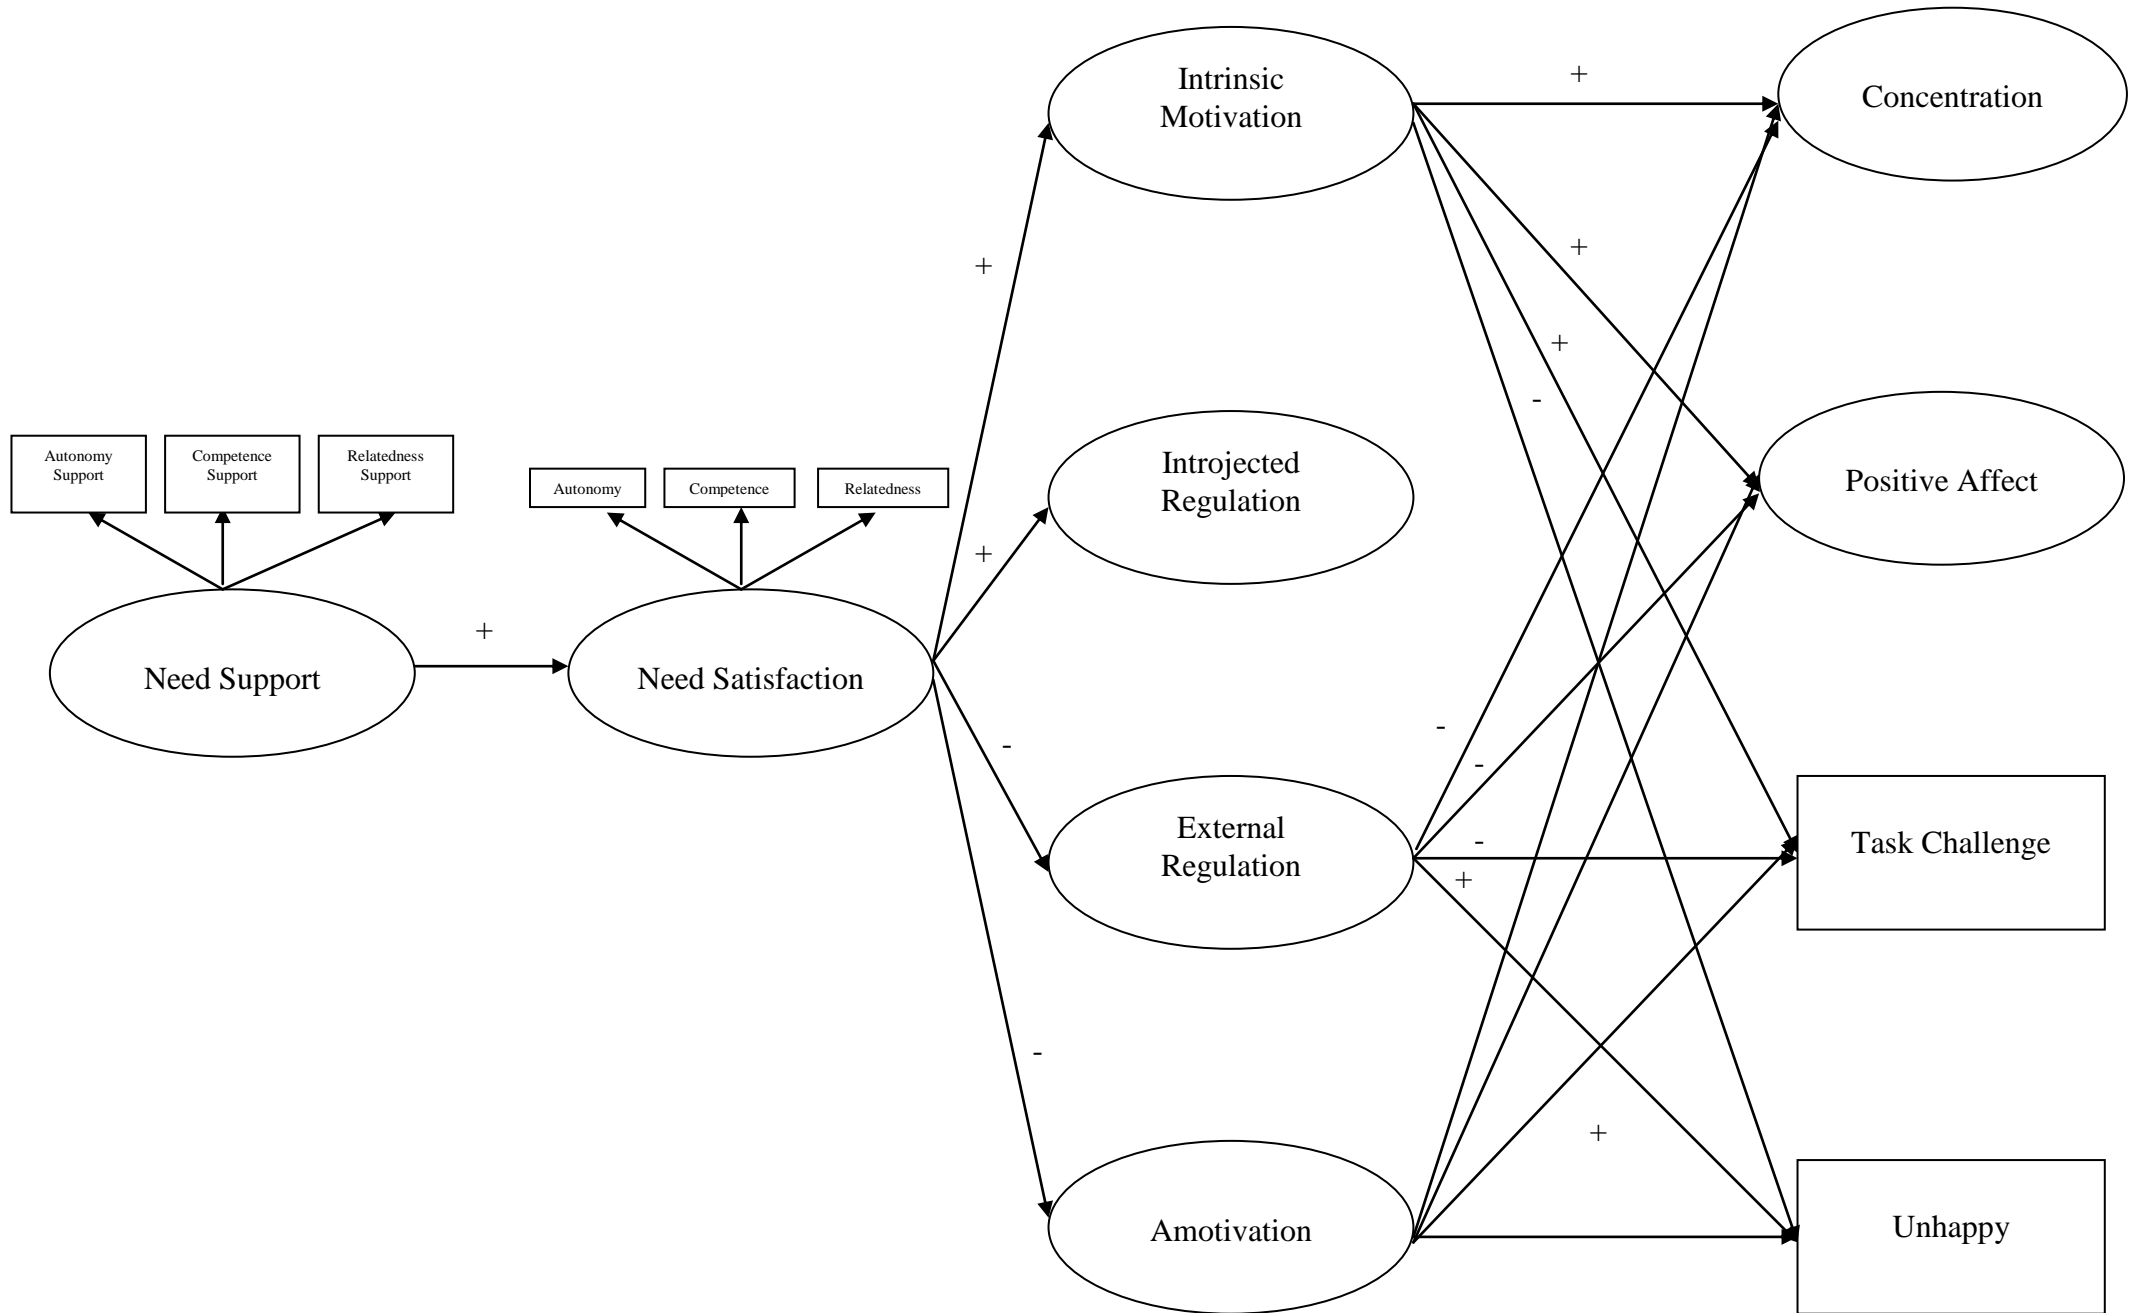 Intrinsic
Motivation
+
Concentration
+
+
+
-
Introjected
Regulation
Positive Affect
Autonomy
Support
Competence
Support
Relatedness
Support
Autonomy
Competence
Relatedness
+
Need Support
+
Need Satisfaction
-
-
-
External
Regulation
-
+
Task Challenge
-
+
Amotivation
Unhappy